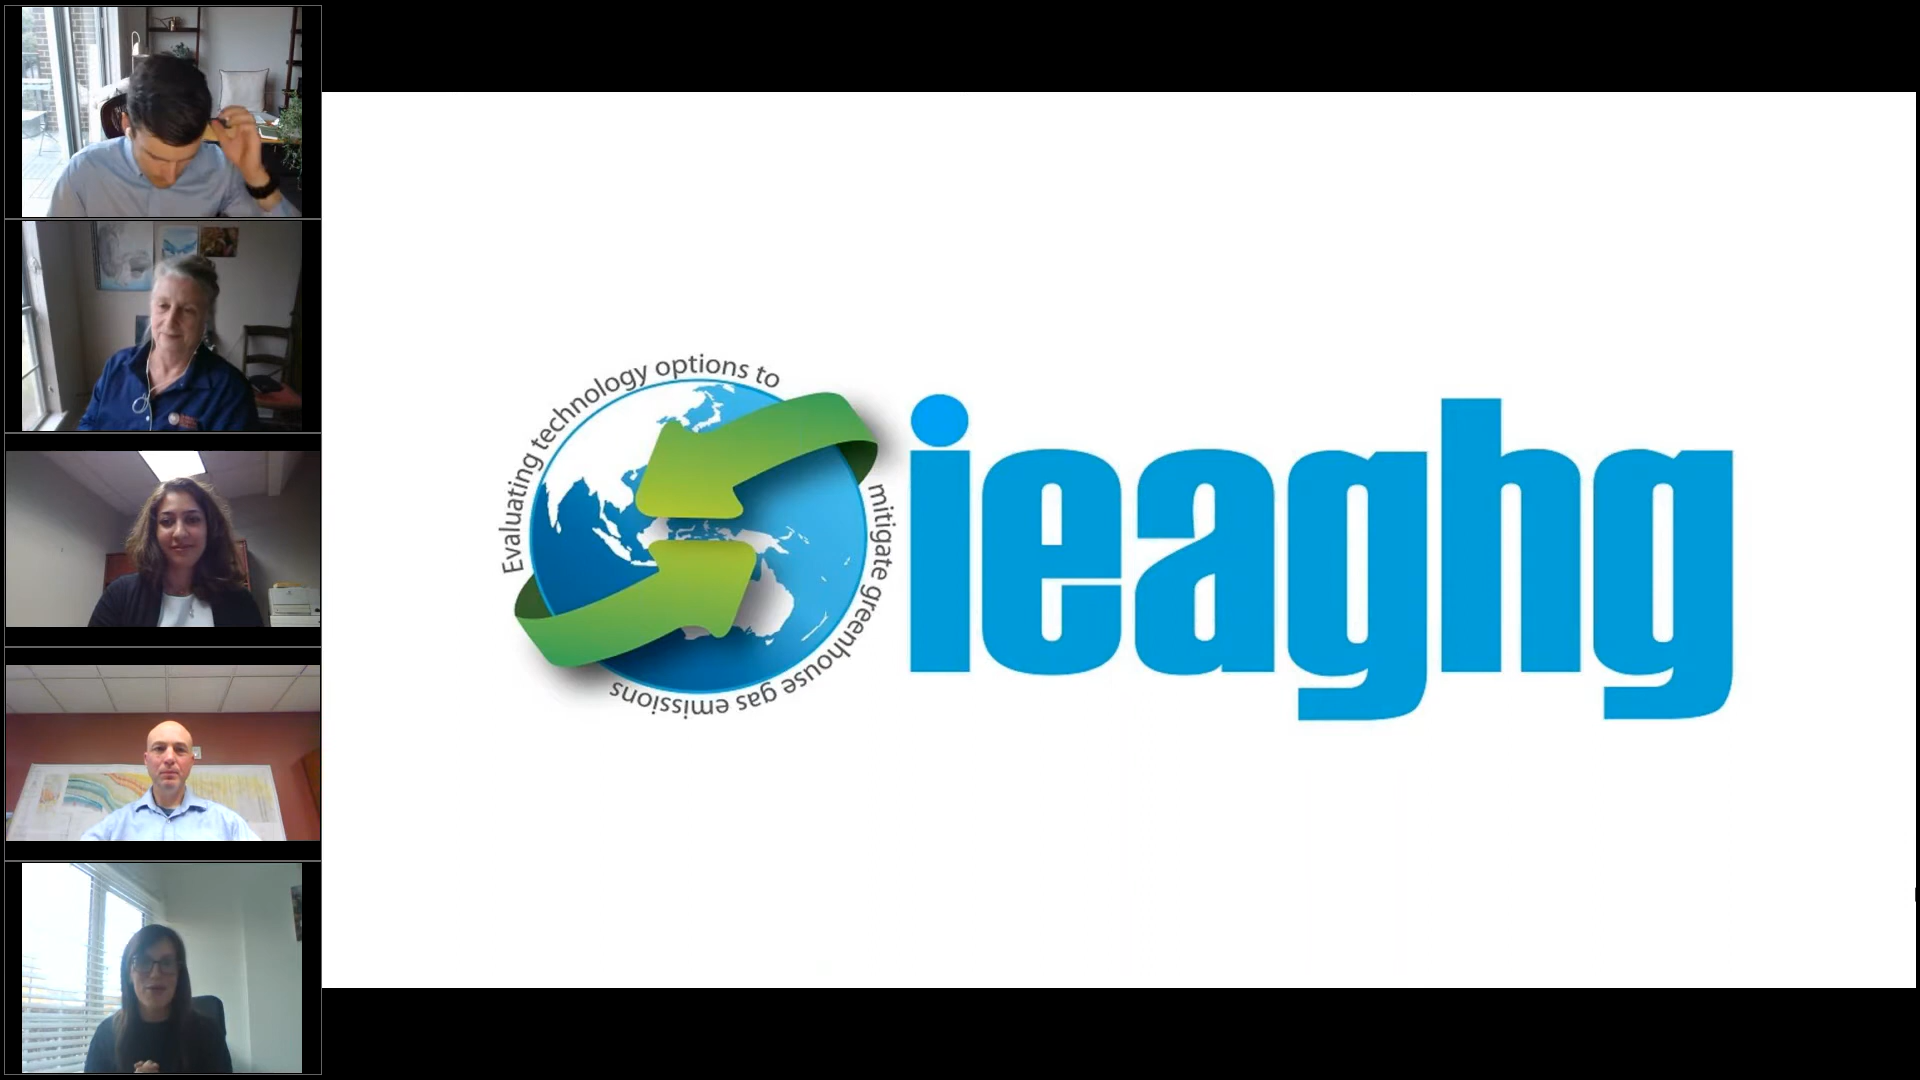 Evaluating technology options to
mitigate greenhouse gas emissions
ieaghg